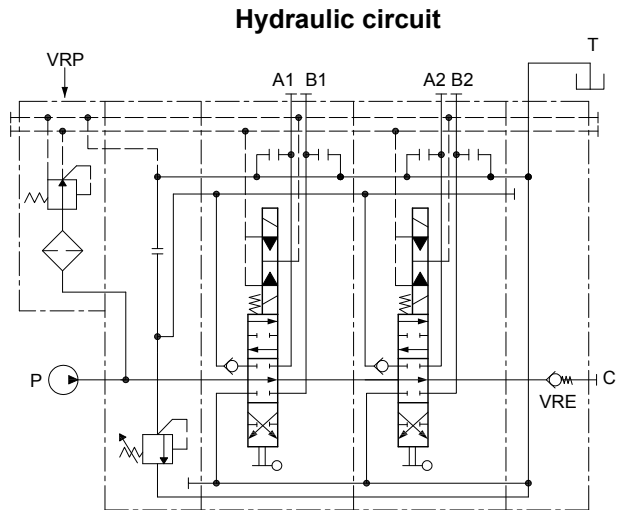 Hydraulic circuit
VRP
T
A1 B1
A2 B2
P
C
VRE